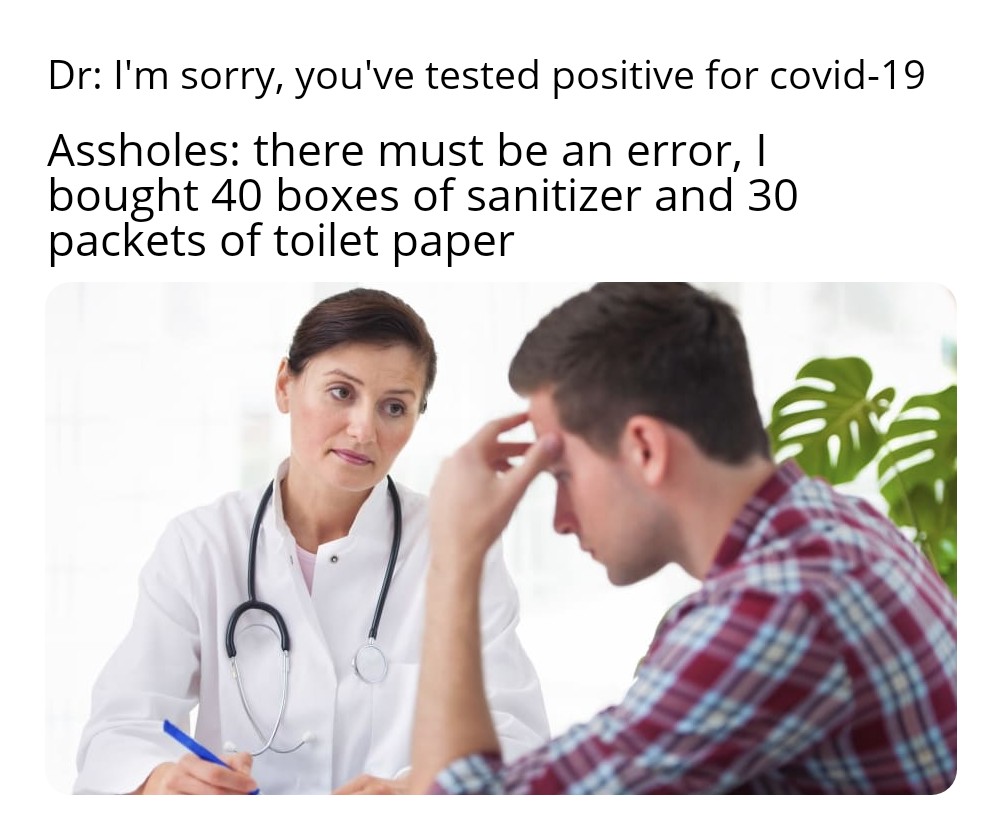 Dr: I'm sorry, you've tested positive for covid-19
Assholes: there must be an error, I
bought 40 boxes of sanitizer and 30
packets of toilet paper